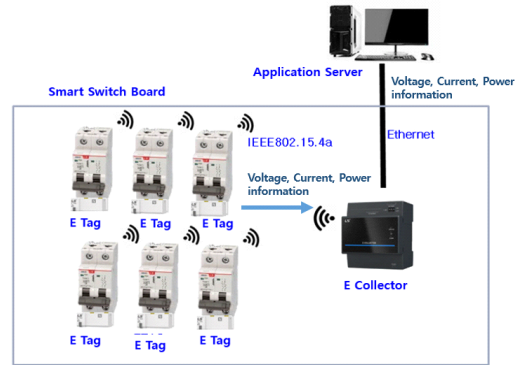 Application Server
Voltage, Current, Power
information
Smart Switch Board
IEEE802.15.4a
Ethernet
Voltage, Current, Power
information
E Tag
E Tag
E Tag
E Collector
E Tag
E Tag
E Tag